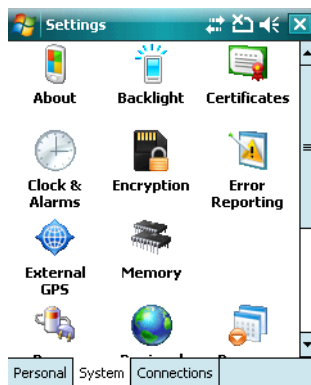 Settings
About
Backlight
Certificates
Clock &
Alarms
Encryption
Error
Reporting
External
GPS
Memory
Personal
System
Connections